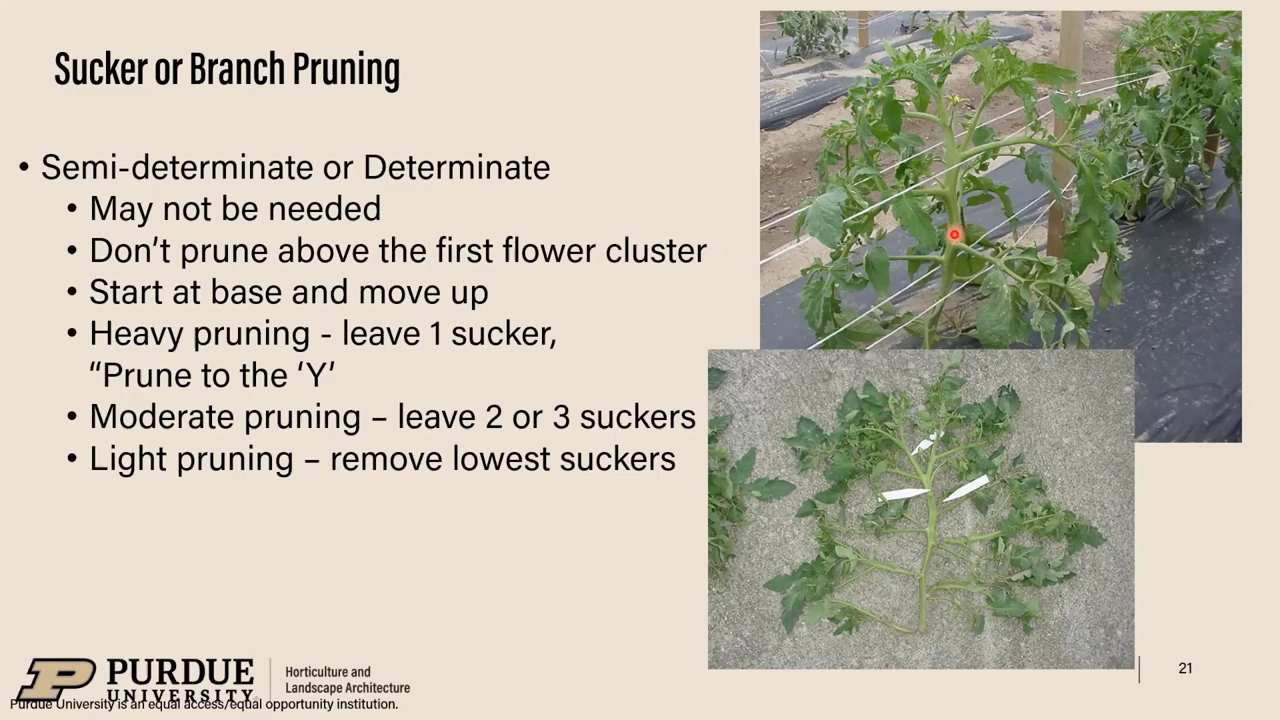 Sucker or Branch Pruning
• Semi-determinate or Determinate
• May not be needed
• Don’t prune above the first flower cluster
• Start at base and move up
• Heavy pruning - leave 1 sucker,
“Prune to the ‘Y’
• Moderate pruning – leave 2 or 3 suckers
• Light pruning – remove lowest suckers
P PURDUE
UNIVERSITY
Horticulture and
Landscape Architecture
Purdue University is an equal access/equal opportunity institution.
21